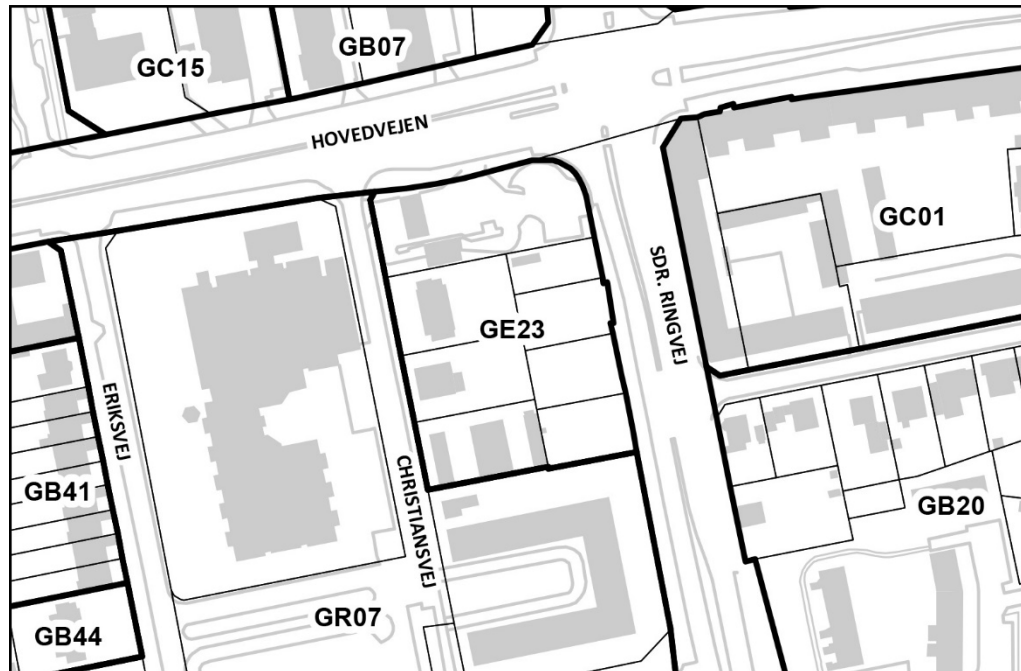 GB07
GC15
HOVEDVEJEN
GC01
SDR. RINGVEJ
GE23
ERIKSVEJ
CHRISTIANSVEJ
GB41
GB20
GR07
GB44